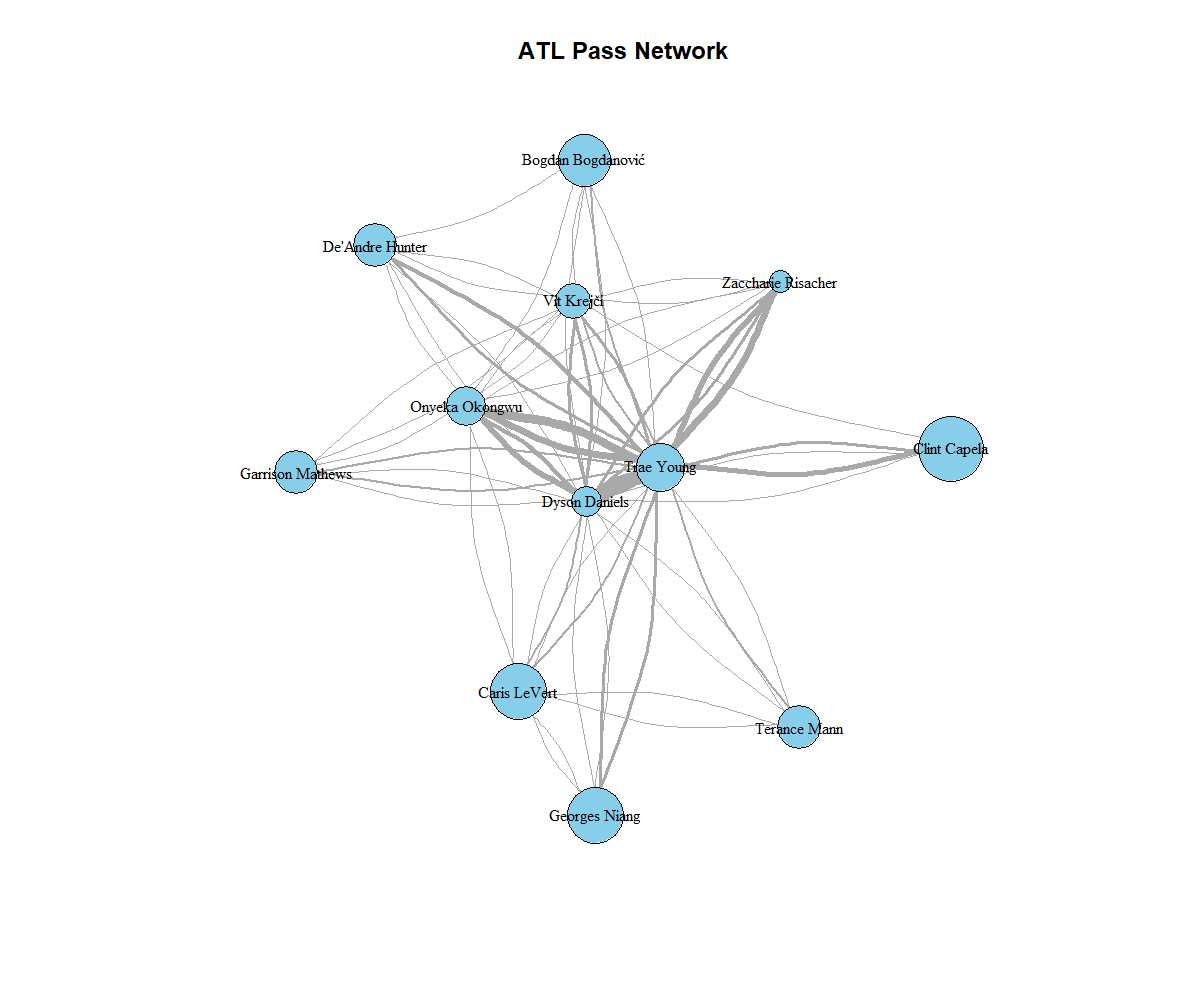 ATL Pass Network
Bogdan Bogdanović
De'Andre Hunter
Zaccharie Risacher
Vít Krejčí
Onyeka Okongwu
Clint Capela
Trae Young
Garrison Mathews
Dyson Daniels
Caris LeVert
Terance Mann
Georges Niang